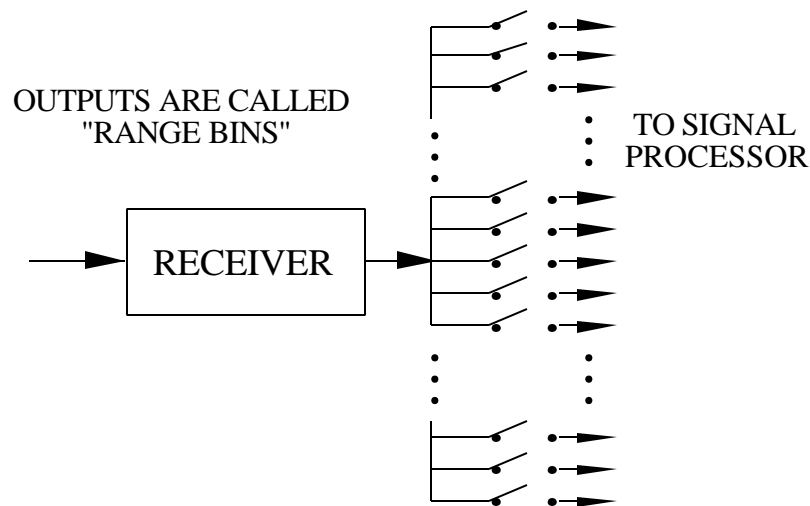 OUTPUTS ARE CALLED
"RANGE BINS"
TO SIGNAL
PROCESSOR
RECEIVER